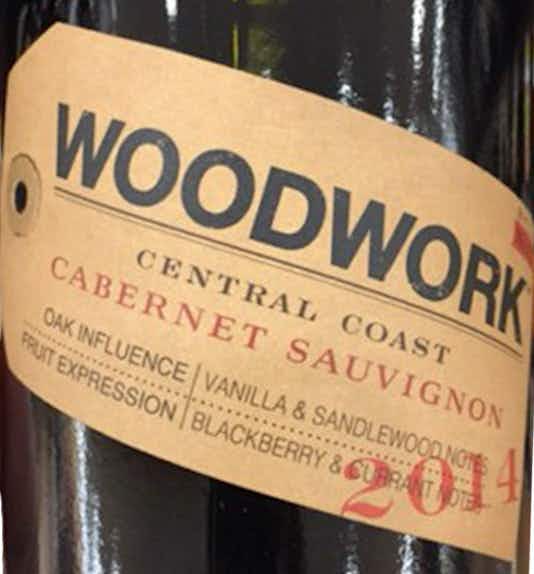 WOODWORK
CENTRAL COAST
CABERNET SAUVIGNON
OAK INFLUENCE | VANILLA & SANDLEWOOD NOTES
FRUIT EXPRESSION | BLACKBERRY & CURRANT NOTES
2014